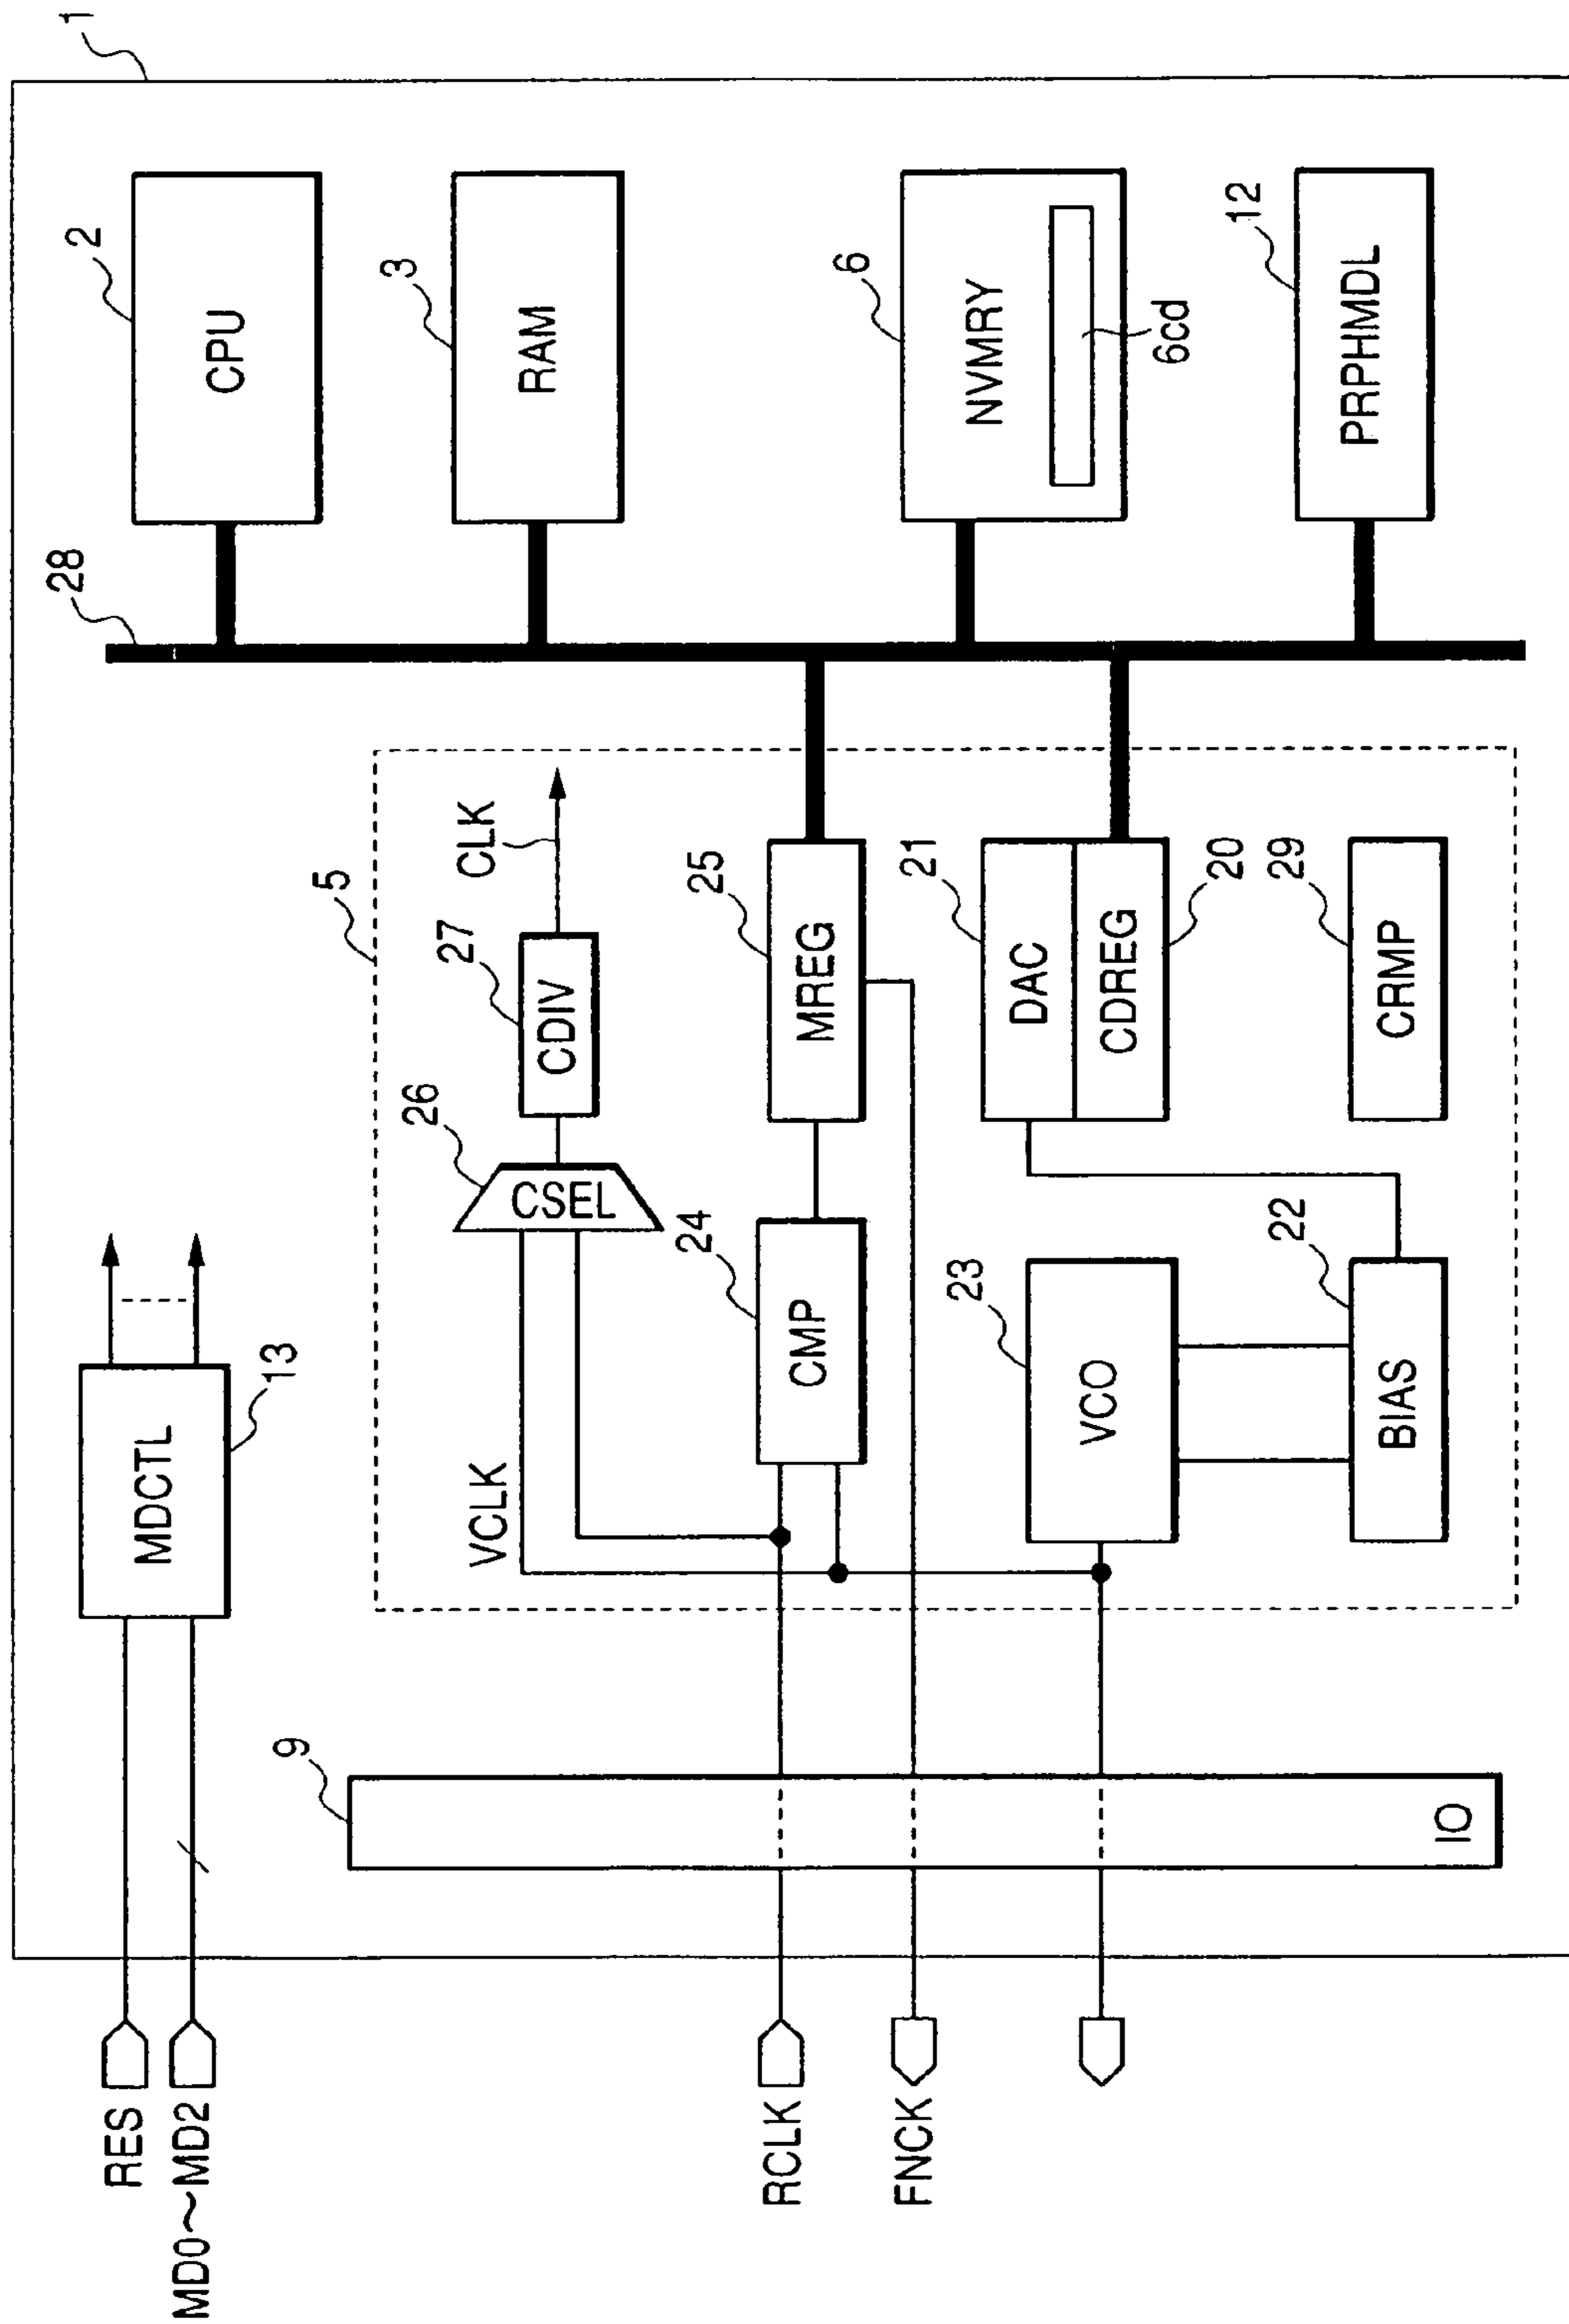 1
RES
MD0~MD2
MDCTL
13
28
2
CPU
3
RAM
5
VCLK
26
CSEL
27
CDIV
CLK
9
IO
RCLK
24
CMP
25
MREG
FNCK
6
NVMRY
6cd
23
VCO
21
DAC
CDREG
20
22
BIAS
29
CRMP
12
PRPHMDL